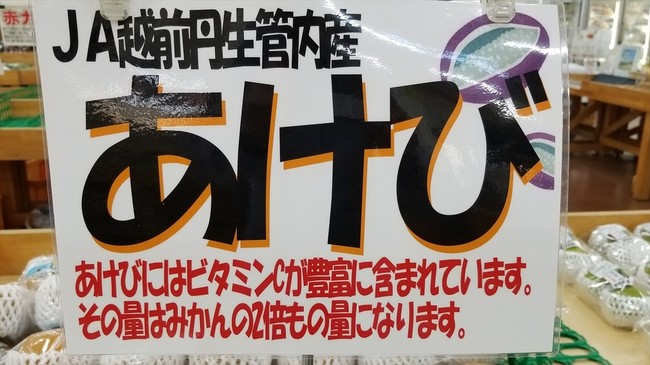 JA越前丹生管内産
あけび
あけびにはビタミンCが豊富に含まれています。
その量はみかんの2倍もの量になります。
赤カ